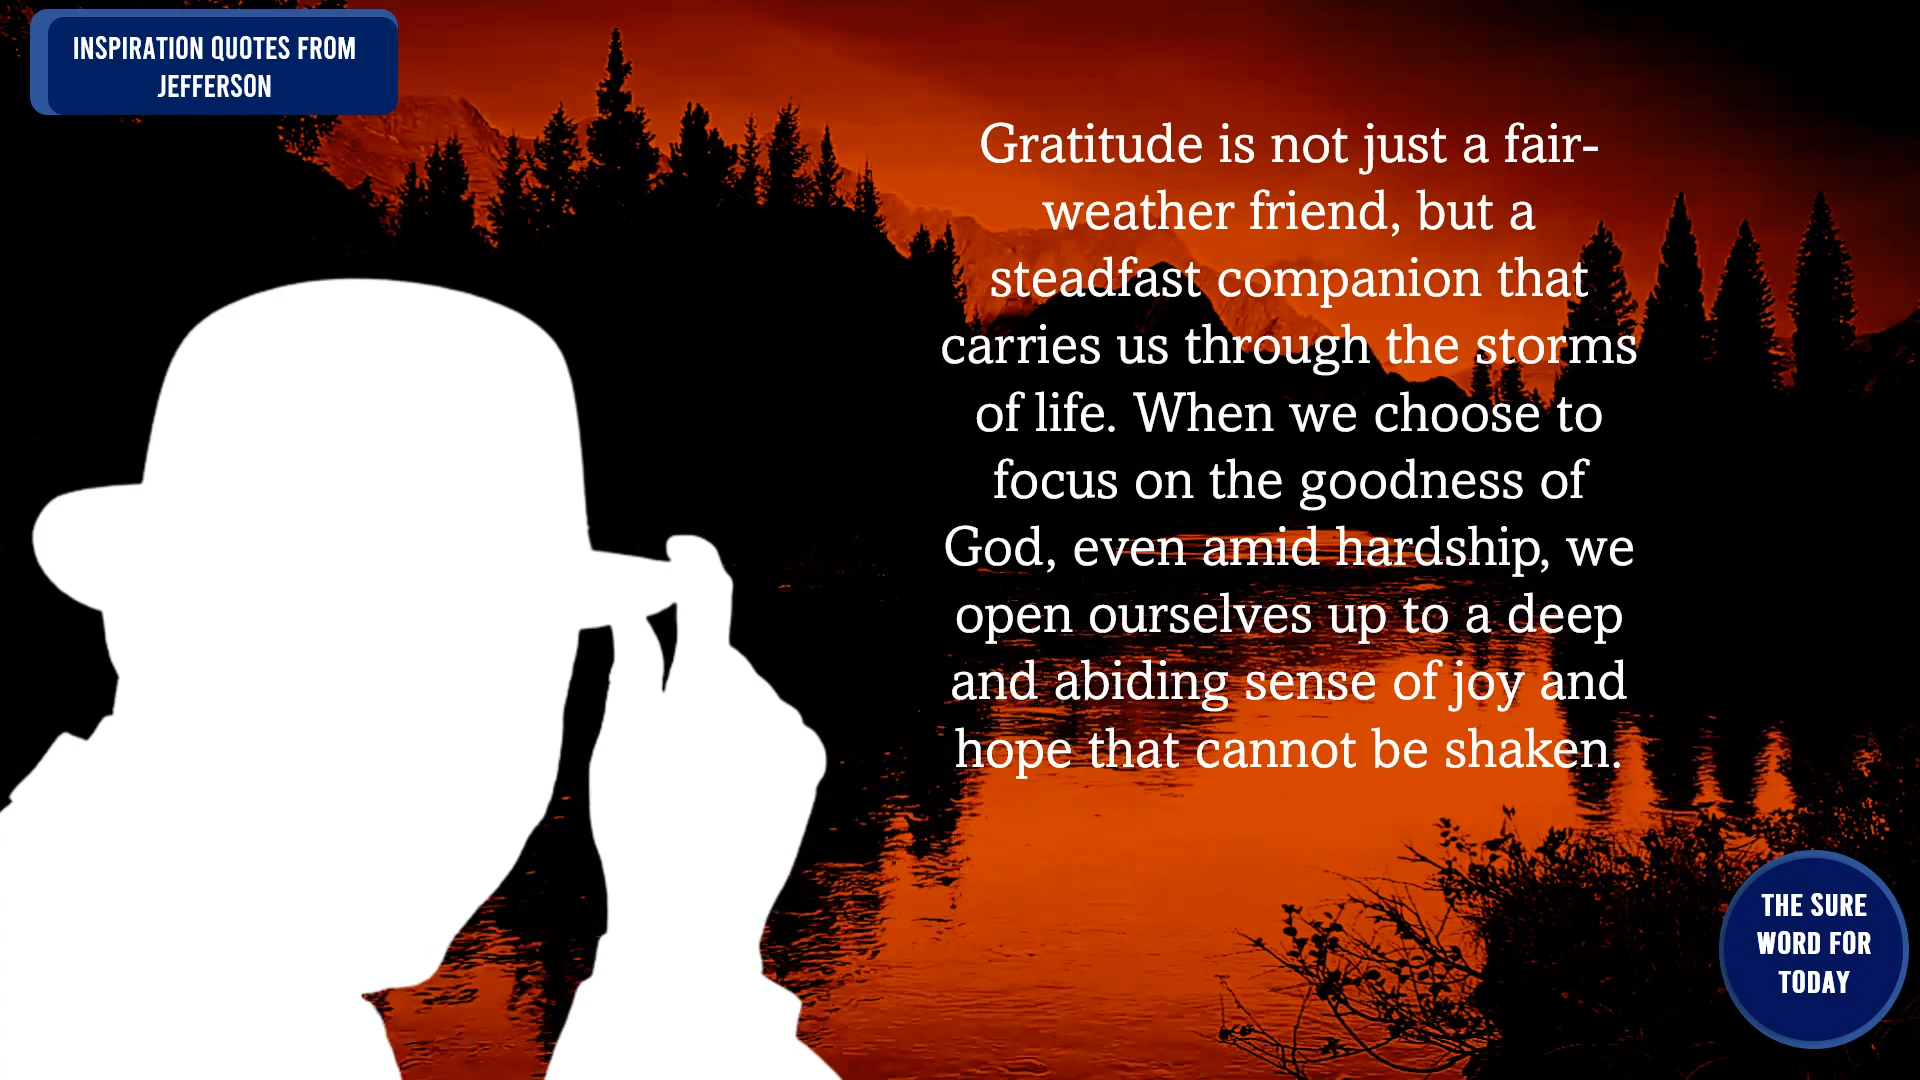 INSPIRATION QUOTES FROM
JEFFERSON
Gratitude is not just a fair-
weather friend, but a
steadfast companion that
carries us through the storms
of life. When we choose to
focus on the goodness of
God, even amid hardship, we
open ourselves up to a deep
and abiding sense of joy and
hope that cannot be shaken.
THE SURE
WORD FOR
TODAY